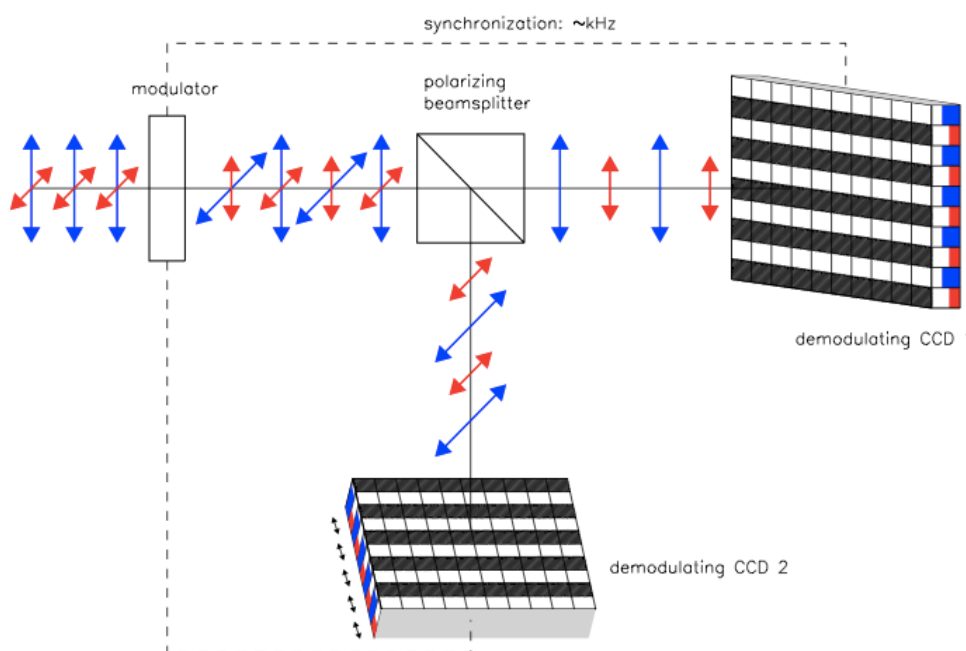 synchronization: ~kHz
modulator
polarizing
beamsplitter
demodulating CCD
demodulating CCD 2